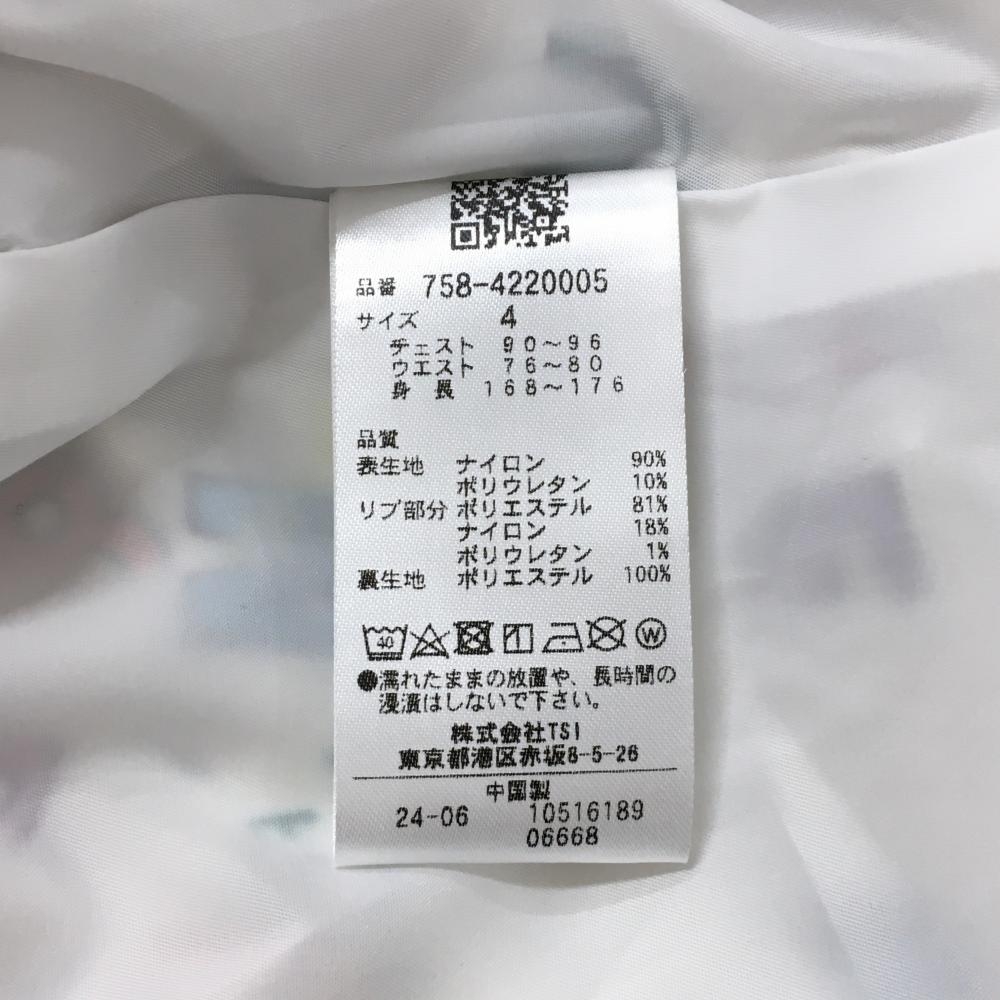 品番 758-4220005
サイズ 4
チェスト 90～96
ウエスト 76～80
身 長 168～176
品質
表生地 ナイロン 90%
ポリウレタン 10%
リブ部分 ポリエステル 81%
ナイロン 18%
ポリウレタン 1%
裏生地 ポリエステル 100%
40 W
●濡れたままの放置や、長時間の
浸漬はしないで下さい。
株式会社TSI
東京都港区赤坂8-5-26
中国製
24-06 10516189
06668